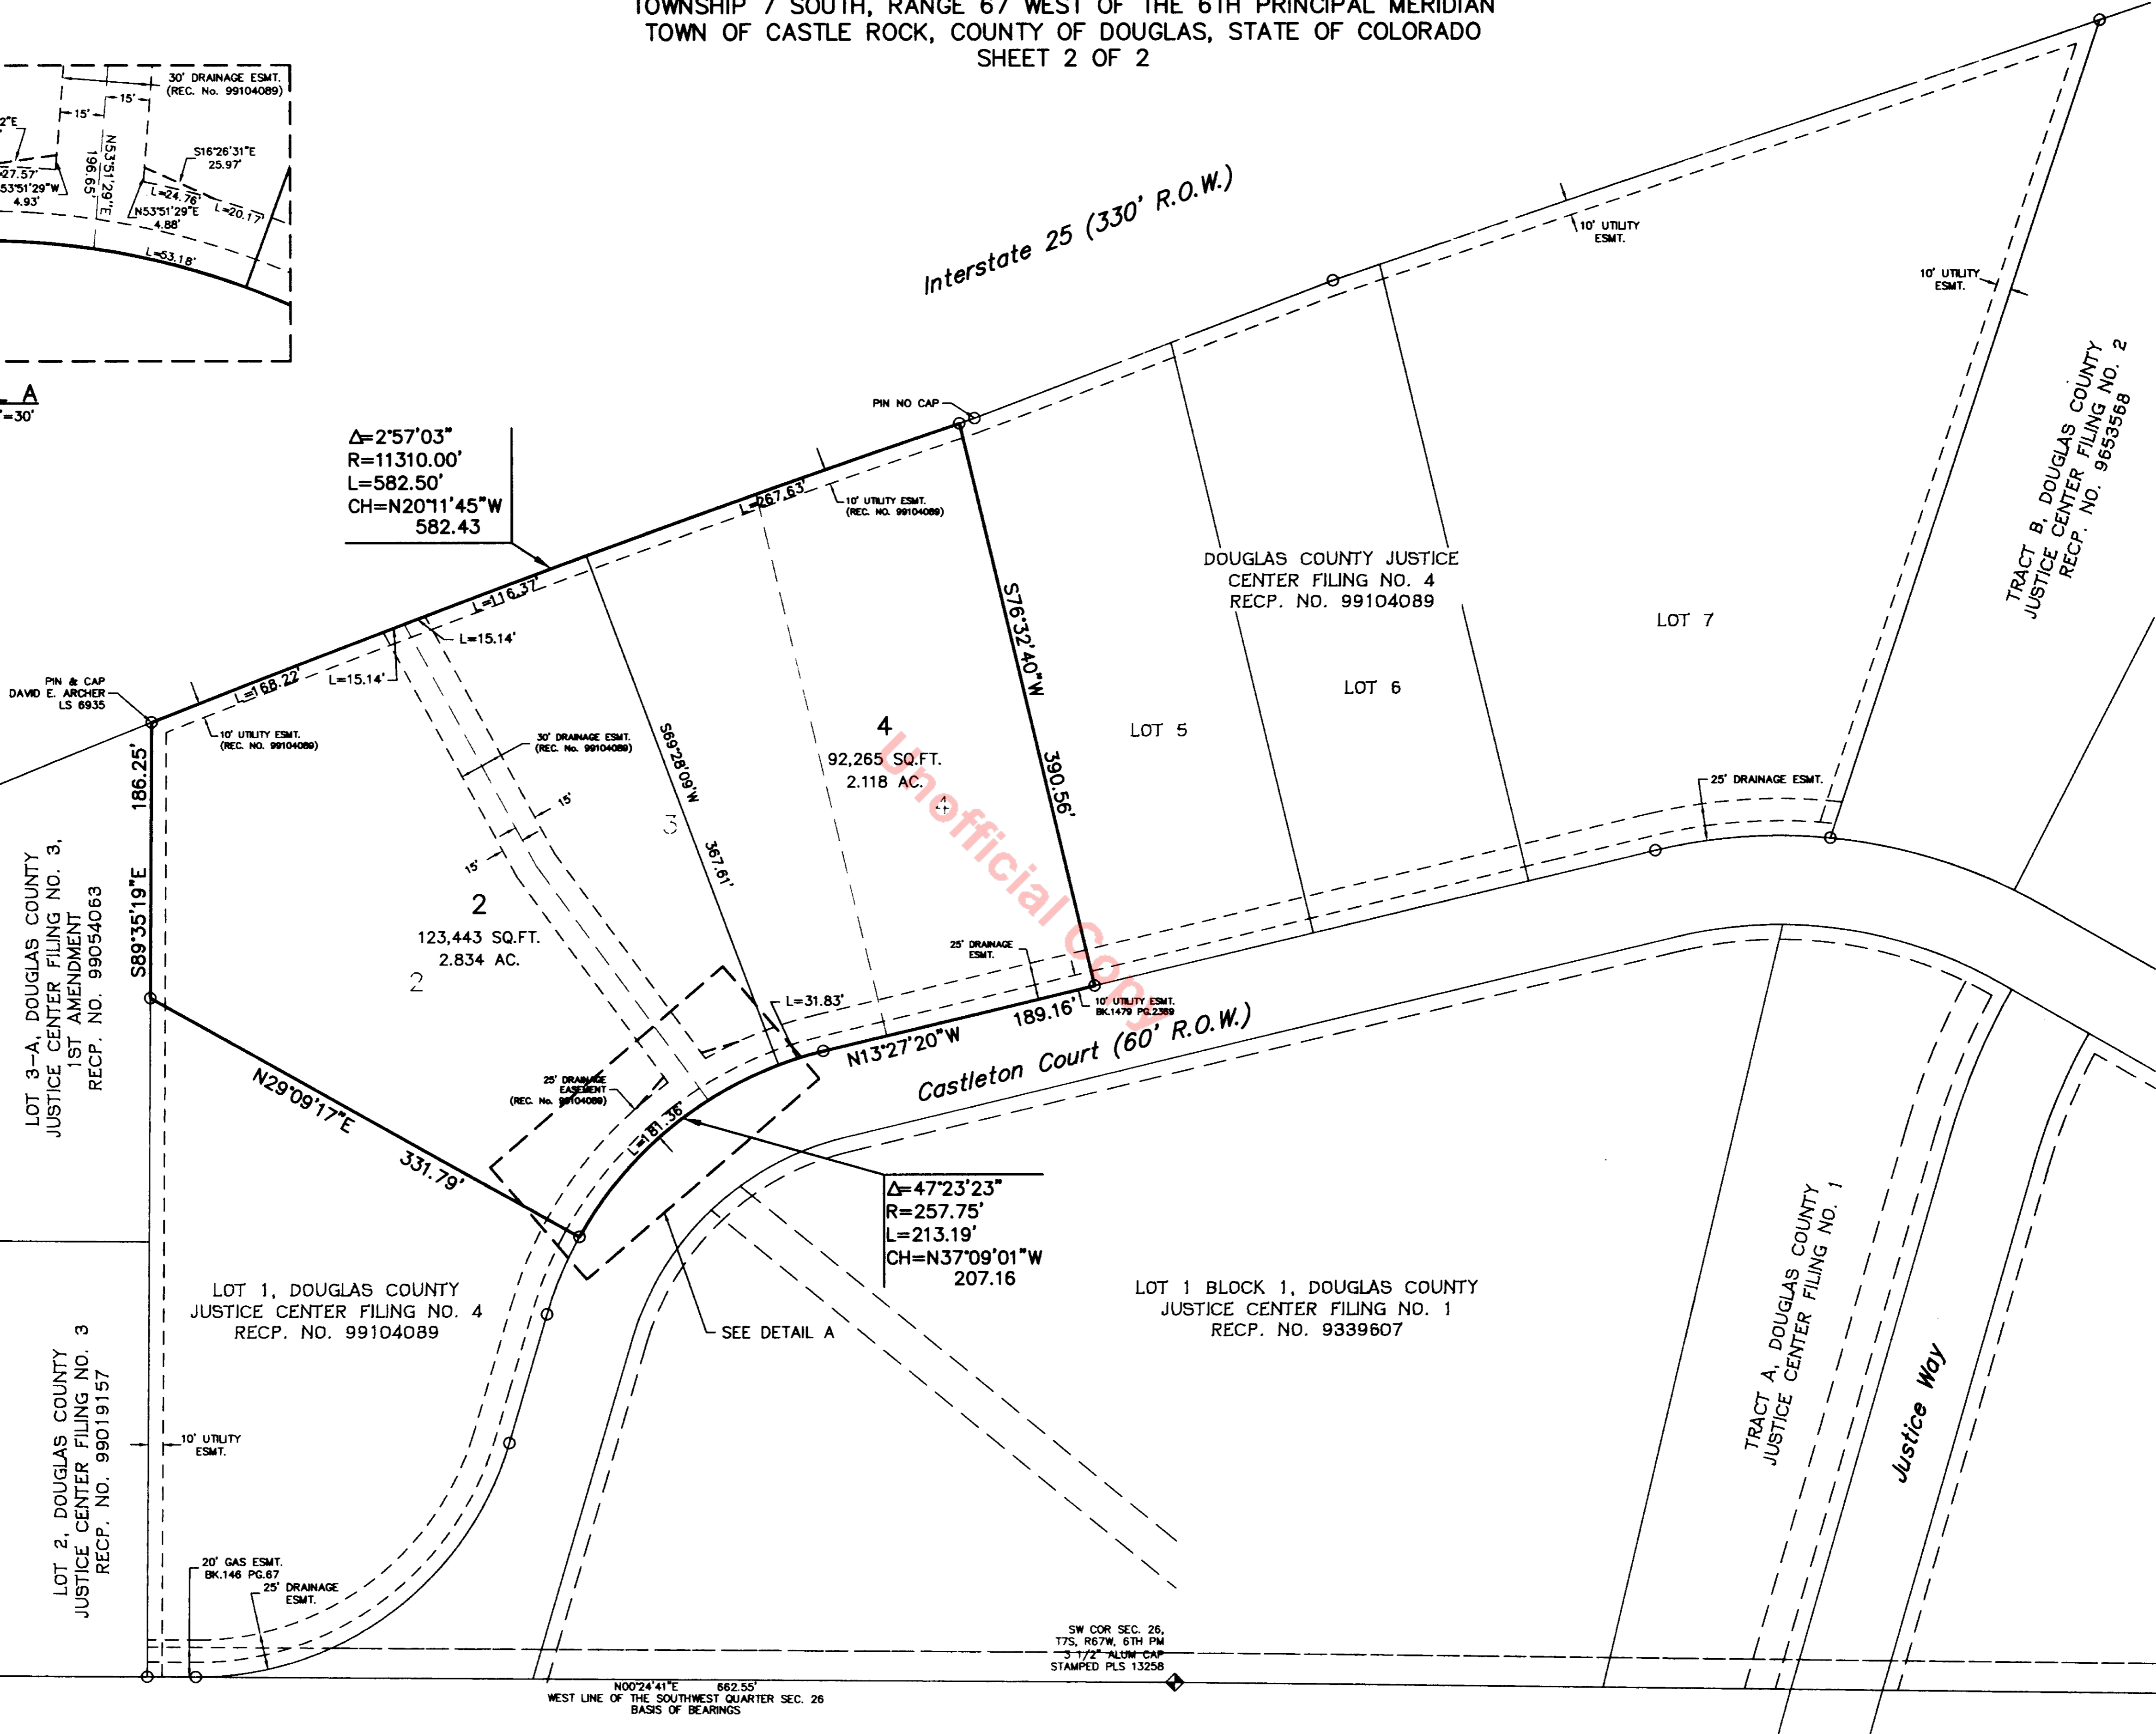 TOWNSHIP 7 SOUTH, RANGE 67 WEST OF THE 6TH PRINCIPAL MERIDIAN
TOWN OF CASTLE ROCK, COUNTY OF DOUGLAS, STATE OF COLORADO
SHEET 2 OF 2
30' DRAINAGE ESMT.
(REC. No. 99104089)
15'
15'
2"E
N53°51'29"E
196.65'
S16°26'31"E
25.97'
=27.57'
53°51'29"W
4.93'
L=24.76'
N53°51'29"E
4.88'
L=20.17'
L=53.18'
A
'=30'
Interstate 25 (330' R.O.W.)
10' UTILITY
ESMT.
10' UTILITY
ESMT.
TRACT B, DOUGLAS COUNTY
JUSTICE CENTER FILING NO. 2
RECP. NO. 9653568
PIN NO CAP
Δ=2°57'03"
R=11310.00'
L=582.50'
CH=N20°11'45"W
582.43
L=267.63'
10' UTILITY ESMT.
(REC. NO. 99104089)
L=116.37'
L=15.14'
L=15.14'
L=168.22'
PIN & CAP
DAVID E. ARCHER
LS 6935
10' UTILITY ESMT.
(REC. NO. 99104089)
30' DRAINAGE ESMT.
(REC. No. 99104089)
15'
15'
S69°28'09"W
367.61'
3
4
92,265 SQ.FT.
2.118 AC.
4
S76°32'40"W
390.56'
DOUGLAS COUNTY JUSTICE
CENTER FILING NO. 4
RECP. NO. 99104089
LOT 5
LOT 6
LOT 7
25' DRAINAGE ESMT.
186.25'
S89°35'19"E
LOT 3-A, DOUGLAS COUNTY
JUSTICE CENTER FILING NO. 3,
1ST AMENDMENT
RECP. NO. 99054063
2
123,443 SQ.FT.
2.834 AC.
2
Unofficial Copy
25' DRAINAGE
ESMT.
L=31.83'
10' UTILITY ESMT.
BK.1479 PG.2369
189.16'
N13°27'20"W
Castleton Court (60' R.O.W.)
N29°09'17"E
331.79'
25' DRAINAGE
EASEMENT
(REC. No. 99104089)
L=181.36'
Δ=47°23'23"
R=257.75'
L=213.19'
CH=N37°09'01"W
207.16
SEE DETAIL A
LOT 1, DOUGLAS COUNTY
JUSTICE CENTER FILING NO. 4
RECP. NO. 99104089
LOT 1 BLOCK 1, DOUGLAS COUNTY
JUSTICE CENTER FILING NO. 1
RECP. NO. 9339607
TRACT A, DOUGLAS COUNTY
JUSTICE CENTER FILING NO. 1
Justice Way
LOT 2, DOUGLAS COUNTY
JUSTICE CENTER FILING NO. 3
RECP. NO. 99019157
10' UTILITY
ESMT.
20' GAS ESMT.
BK.146 PG.67
25' DRAINAGE
ESMT.
SW COR SEC. 26,
T7S, R67W, 6TH PM
3 1/2" ALUM CAP
STAMPED PLS 13258
N00°24'41"E 662.55'
WEST LINE OF THE SOUTHWEST QUARTER SEC. 26
BASIS OF BEARINGS